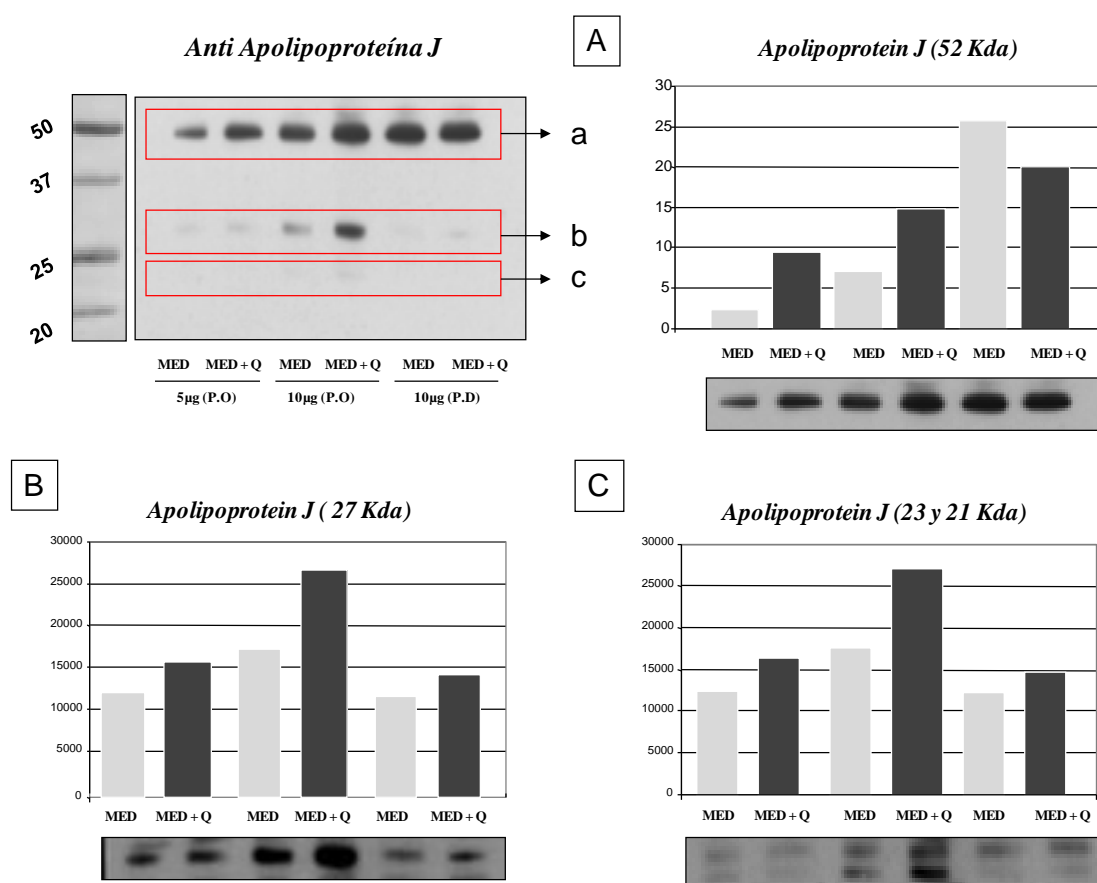 Anti Apolipoproteína J
50
37
25
20
a
b
c
MED MED + Q MED MED + Q MED MED + Q
5µg (P.O) 10µg (P.O) 10µg (P.D)
A
Apolipoprotein J (52 Kda)
30
25
20
15
10
5
0
MED MED + Q MED MED + Q MED MED + Q
B
Apolipoprotein J ( 27 Kda)
30000
25000
20000
15000
10000
5000
0
MED MED + Q MED MED + Q MED MED + Q
C
Apolipoprotein J (23 y 21 Kda)
30000
25000
20000
15000
10000
5000
0
MED MED + Q MED MED + Q MED MED + Q